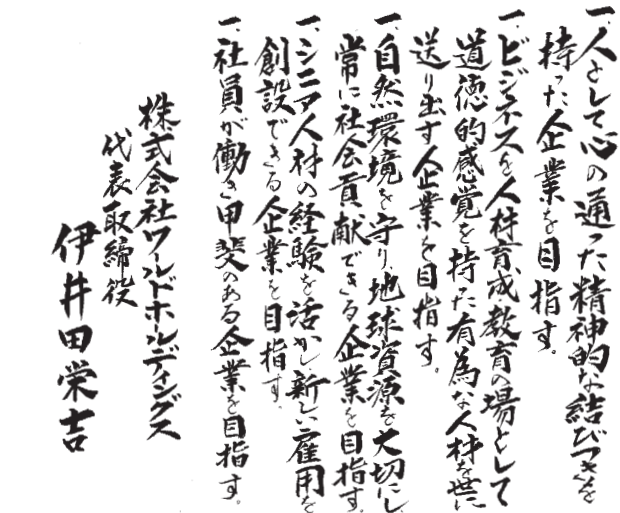 一、人として心の通った精神的な結びつきを
持った企業を目指す。
一、ビジネスを人材育成、教育の場として
道徳的感覚を持った有為な人材を世に
送り出す企業を目指す。
一、自然環境を守り地球資源を大切にし
常に社会貢献できる企業を目指す。
一、シニア人材の経験を活かし新しい雇用を
創設できる企業を目指す。
一、社員が働き甲斐のある企業を目指す。
株式会社ワールドホールディングス
代表取締役
伊井田栄吉